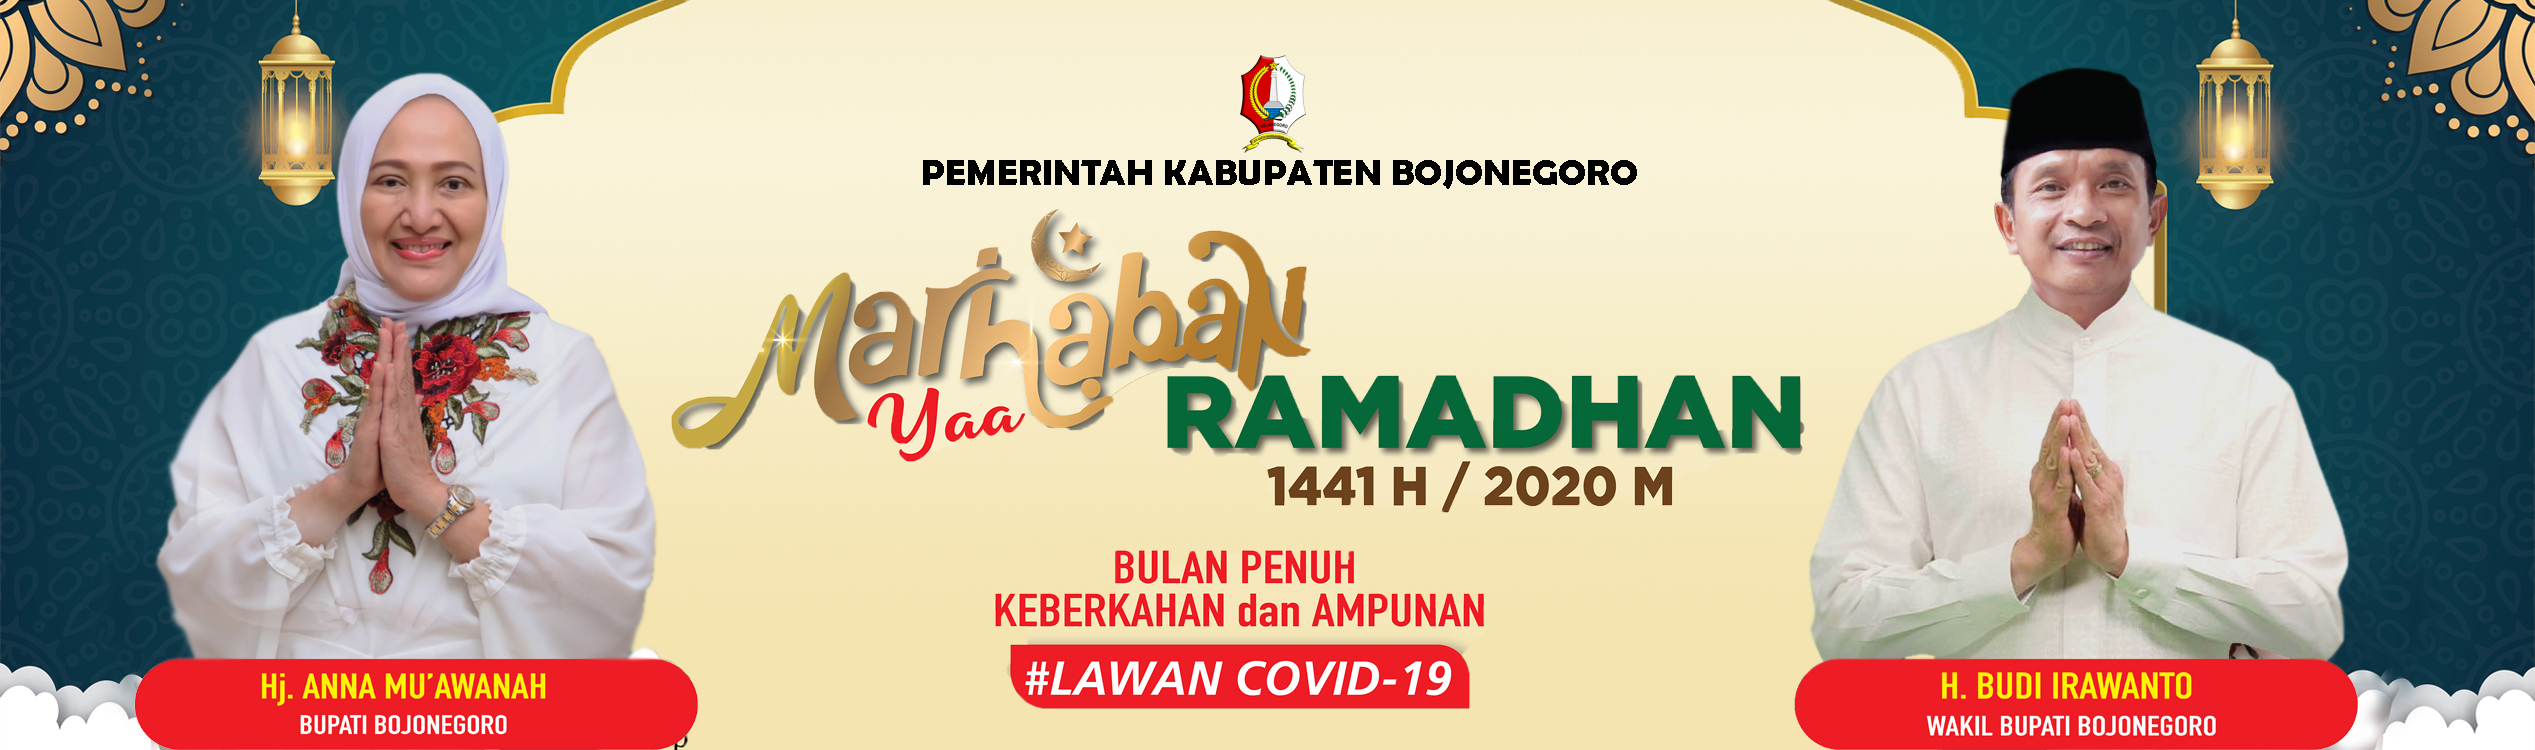 PEMERINTAH KABUPATEN BOJONEGORO
Marhaban
Yaa
RAMADHAN
1441 H / 2020 M
BULAN PENUH
KEBERKAHAN dan AMPUNAN
#LAWAN COVID-19
Hj. ANNA MU'AWANAH
BUPATI BOJONEGORO
H. BUDI IRAWANTO
WAKIL BUPATI BOJONEGORO